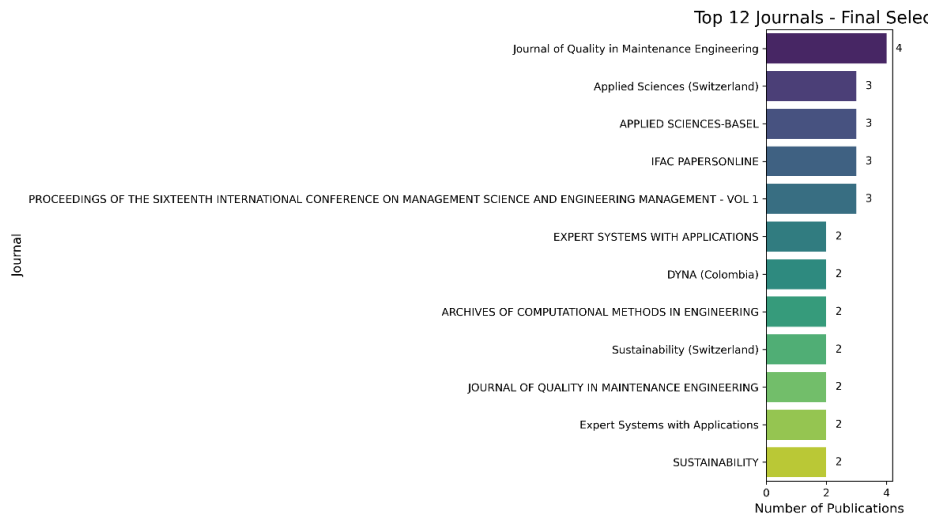 Top 12 Journals - Final Selec
Journal of Quality in Maintenance Engineering 4
Applied Sciences (Switzerland) 3
APPLIED SCIENCES-BASEL 3
IFAC PAPERSONLINE 3
PROCEEDINGS OF THE SIXTEENTH INTERNATIONAL CONFERENCE ON MANAGEMENT SCIENCE AND ENGINEERING MANAGEMENT - VOL 1 3
EXPERT SYSTEMS WITH APPLICATIONS 2
DYNA (Colombia) 2
ARCHIVES OF COMPUTATIONAL METHODS IN ENGINEERING 2
Sustainability (Switzerland) 2
JOURNAL OF QUALITY IN MAINTENANCE ENGINEERING 2
Expert Systems with Applications 2
SUSTAINABILITY 2
Journal
0 2 4
Number of Publications